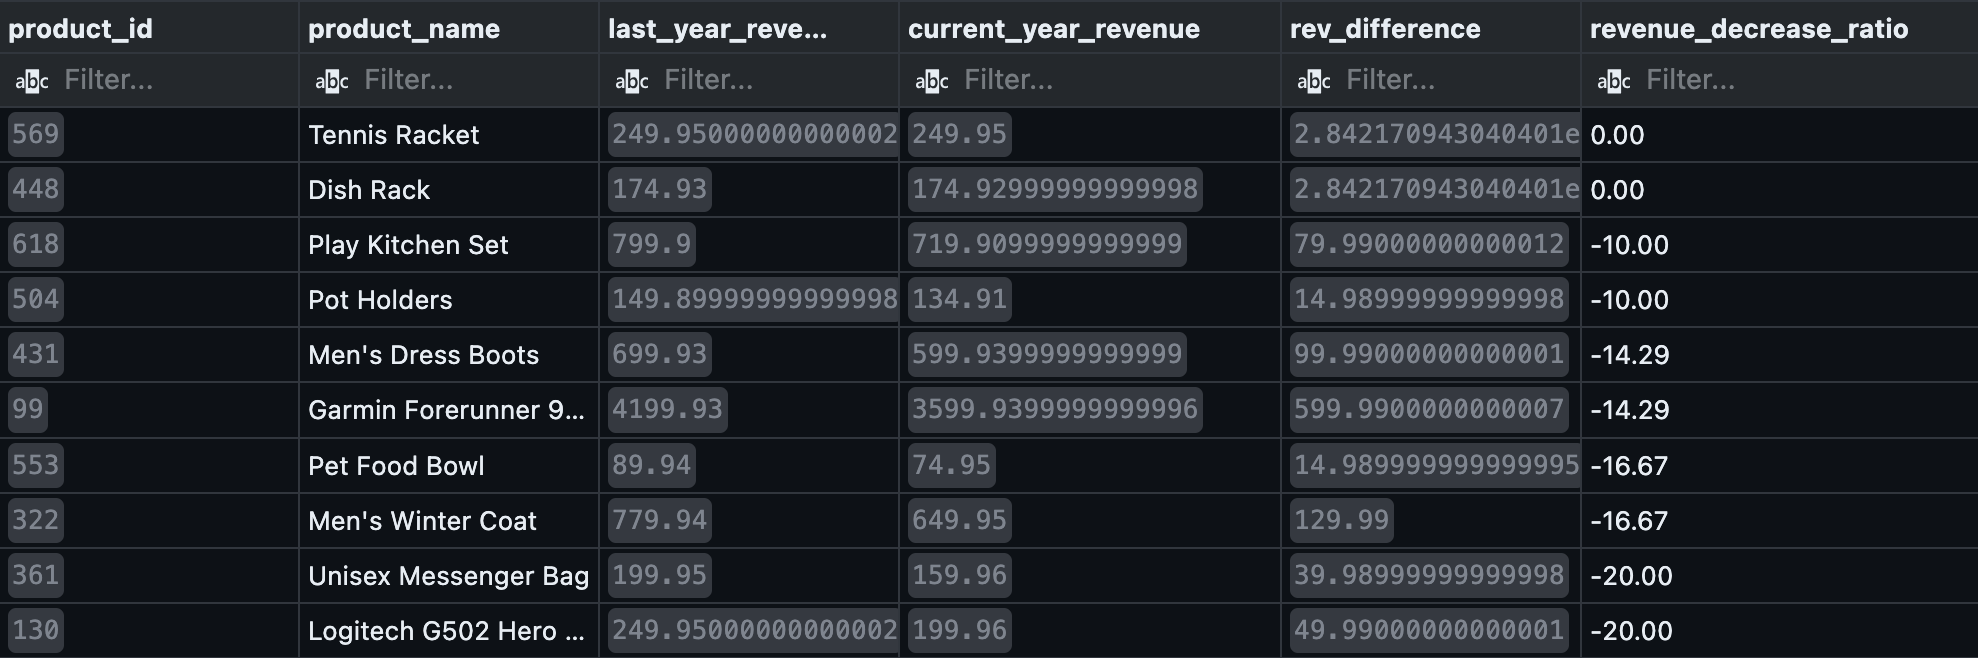 product_id product_name last_year_reve... current_year_revenue rev_difference revenue_decrease_ratio
abc Filter... abc Filter... abc Filter... abc Filter... abc Filter... abc Filter...
569 Tennis Racket 249.95000000000002 249.95 2.842170943040401e 0.00
448 Dish Rack 174.93 174.92999999999998 2.842170943040401e 0.00
618 Play Kitchen Set 799.9 719.9099999999999 79.99000000000012 -10.00
504 Pot Holders 149.89999999999998 134.91 14.98999999999998 -10.00
431 Men's Dress Boots 699.93 599.9399999999999 99.99000000000001 -14.29
99 Garmin Forerunner 9... 4199.93 3599.9399999999996 599.9900000000007 -14.29
553 Pet Food Bowl 89.94 74.95 14.989999999999995 -16.67
322 Men's Winter Coat 779.94 649.95 129.99 -16.67
361 Unisex Messenger Bag 199.95 159.96 39.98999999999998 -20.00
130 Logitech G502 Hero ... 249.95000000000002 199.96 49.99000000000001 -20.00